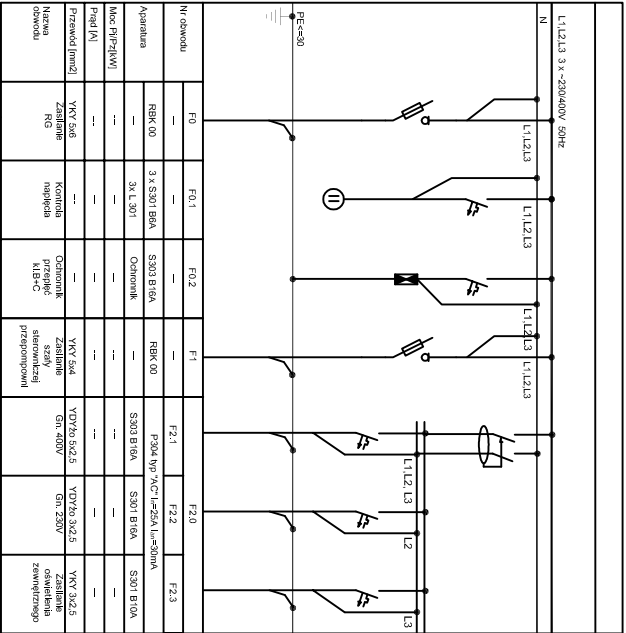 L1,L2,L3 3 x ~230/400V 50Hz
N
L1,L2,L3
L1,L2,L3
L1,L2,L3
L1,L2,L3
L1,L2, L3
L2
L3
PE<=30
Nr obwodu
F0
F0.1
F0.2
F1
F2.0
F2.1
F2.2
F2.3
Aparatura
RBK 00
---
3 x S301 B6A
3x L 301
S303 B16A
Ochronnik
RBK 00
---
P304 typ "AC" In=25A I∆n=30mA
S303 B16A
S301 B16A
S301 B10A
Moc Pi/Pz[kW]
---
---
---
---
---
---
---
Prąd [A]
---
---
---
---
---
---
---
Przewód [mm2]
YKY 5x6
---
---
YKY 5x4
YDYżo 5x2,5
YDYżo 3x2,5
YKY 3x2,5
Nazwa
obwodu
Zasilanie
RG
Kontrola
napięcia
Ochronnik
przepięć
kl.B+C
Zasilanie
szafy
sterowniczej
przepompowni
Gn. 400V
Gn. 230V
Zasilanie
oświetlenia
zewnętrznego